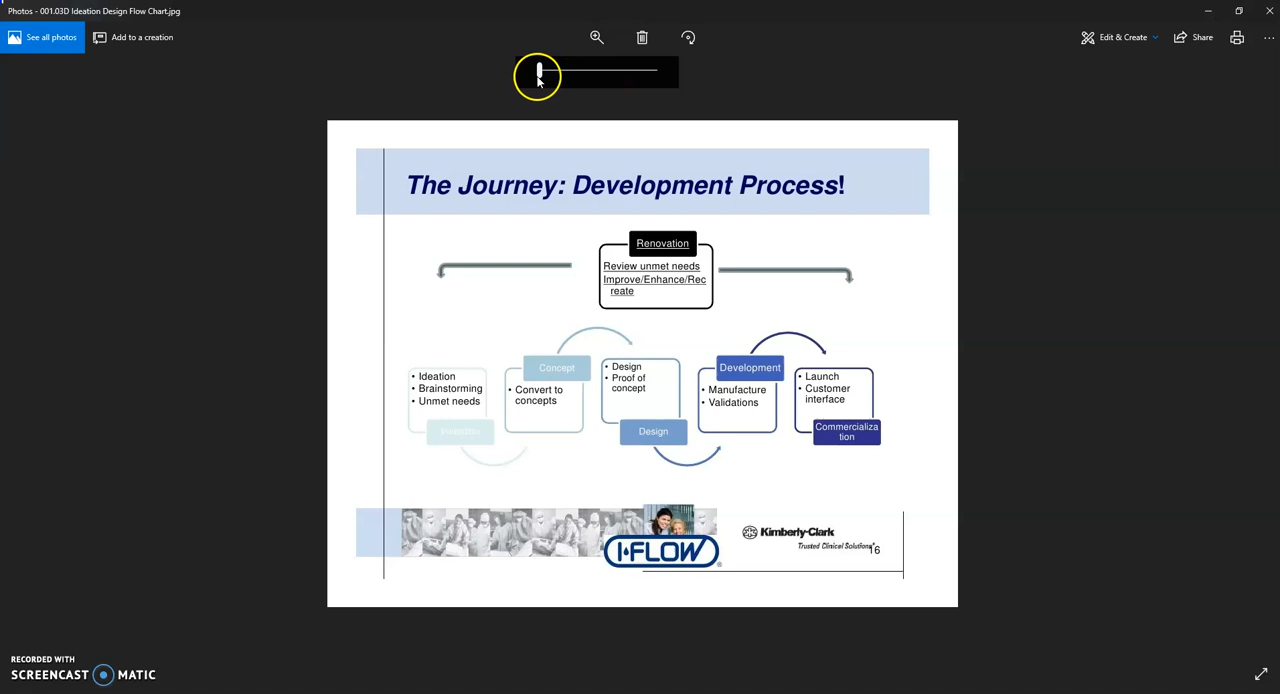 Photos - 001.03D Ideation Design Flow Chart.jpg
See all photos
Add to a creation
Edit & Create
Share
The Journey: Development Process!
Renovation
Review unmet needs
Improve/Enhance/Rec
reate
• Ideation
• Brainstorming
• Unmet needs
Concept
• Convert to
concepts
• Design
• Proof of
concept
Design
Development
• Manufacture
• Validations
• Launch
• Customer
interface
Commercializa
tion
I-FLOW
®
Kimberly-Clark
Trusted Clinical Solutions*
16
RECORDED WITH
SCREENCAST MATIC